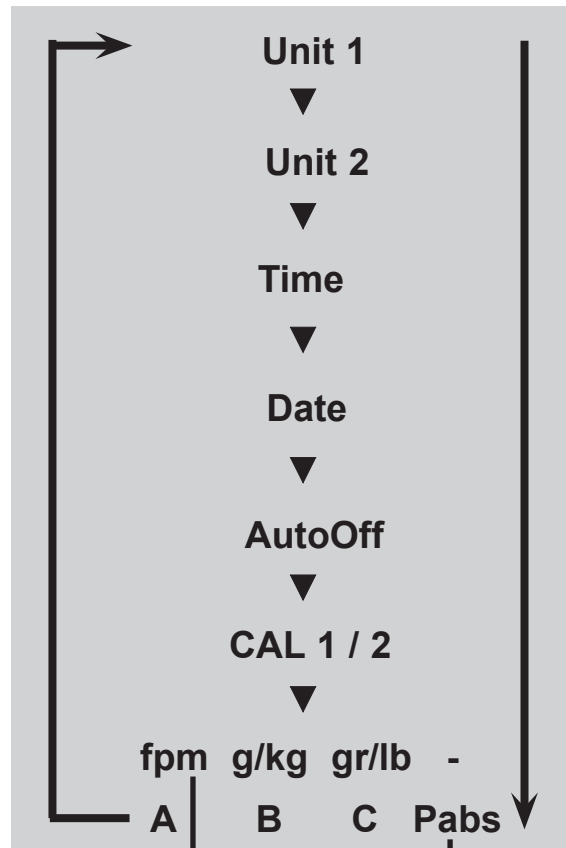 Unit 1
Unit 2
Time
Date
AutoOff
CAL 1 / 2
fpm g/kg gr/lb -
A B C Pabs